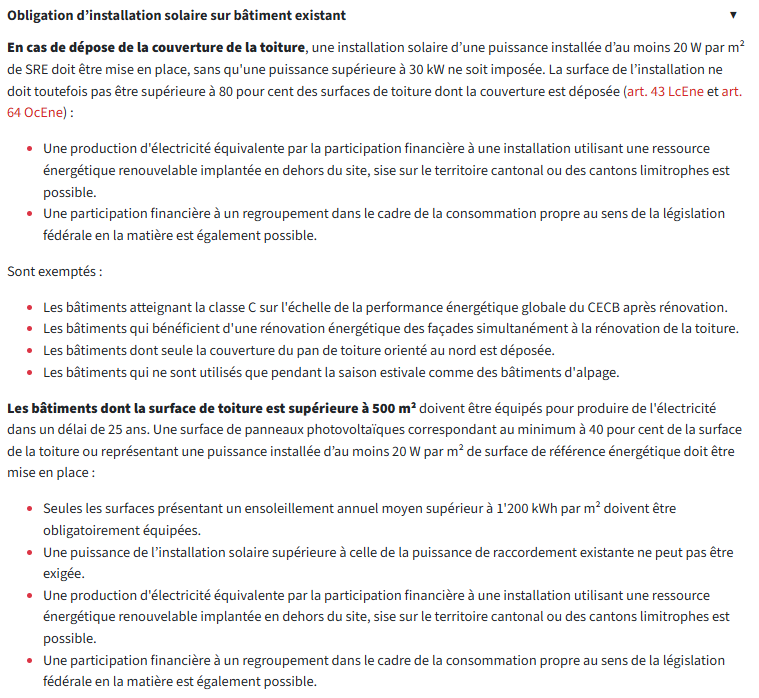 Obligation d’installation solaire sur bâtiment existant
En cas de dépose de la couverture de la toiture, une installation solaire d’une puissance installée d’au moins 20 W par m²
de SRE doit être mise en place, sans qu'une puissance supérieure à 30 kW ne soit imposée. La surface de l’installation ne
doit toutefois pas être supérieure à 80 pour cent des surfaces de toiture dont la couverture est déposée (art. 43 LcEne et art.
64 OcEne) :
• Une production d'électricité équivalente par la participation financière à une installation utilisant une ressource
énergétique renouvelable implantée en dehors du site, sise sur le territoire cantonal ou des cantons limitrophes est
possible.
• Une participation financière à un regroupement dans le cadre de la consommation propre au sens de la législation
fédérale en la matière est également possible.
Sont exemptés :
• Les bâtiments atteignant la classe C sur l'échelle de la performance énergétique globale du CECB après rénovation.
• Les bâtiments qui bénéficient d'une rénovation énergétique des façades simultanément à la rénovation de la toiture.
• Les bâtiments dont seule la couverture du pan de toiture orienté au nord est déposée.
• Les bâtiments qui ne sont utilisés que pendant la saison estivale comme des bâtiments d'alpage.
Les bâtiments dont la surface de toiture est supérieure à 500 m² doivent être équipés pour produire de l'électricité
dans un délai de 25 ans. Une surface de panneaux photovoltaïques correspondant au minimum à 40 pour cent de la surface
de la toiture ou représentant une puissance installée d’au moins 20 W par m² de surface de référence énergétique doit être
mise en place :
• Seules les surfaces présentant un ensoleillement annuel moyen supérieur à 1'200 kWh par m² doivent être
obligatoirement équipées.
• Une puissance de l’installation solaire supérieure à celle de la puissance de raccordement existante ne peut pas être
exigée.
• Une production d'électricité équivalente par la participation financière à une installation utilisant une ressource
énergétique renouvelable implantée en dehors du site, sise sur le territoire cantonal ou des cantons limitrophes est
possible.
• Une participation financière à un regroupement dans le cadre de la consommation propre au sens de la législation
fédérale en la matière est également possible.